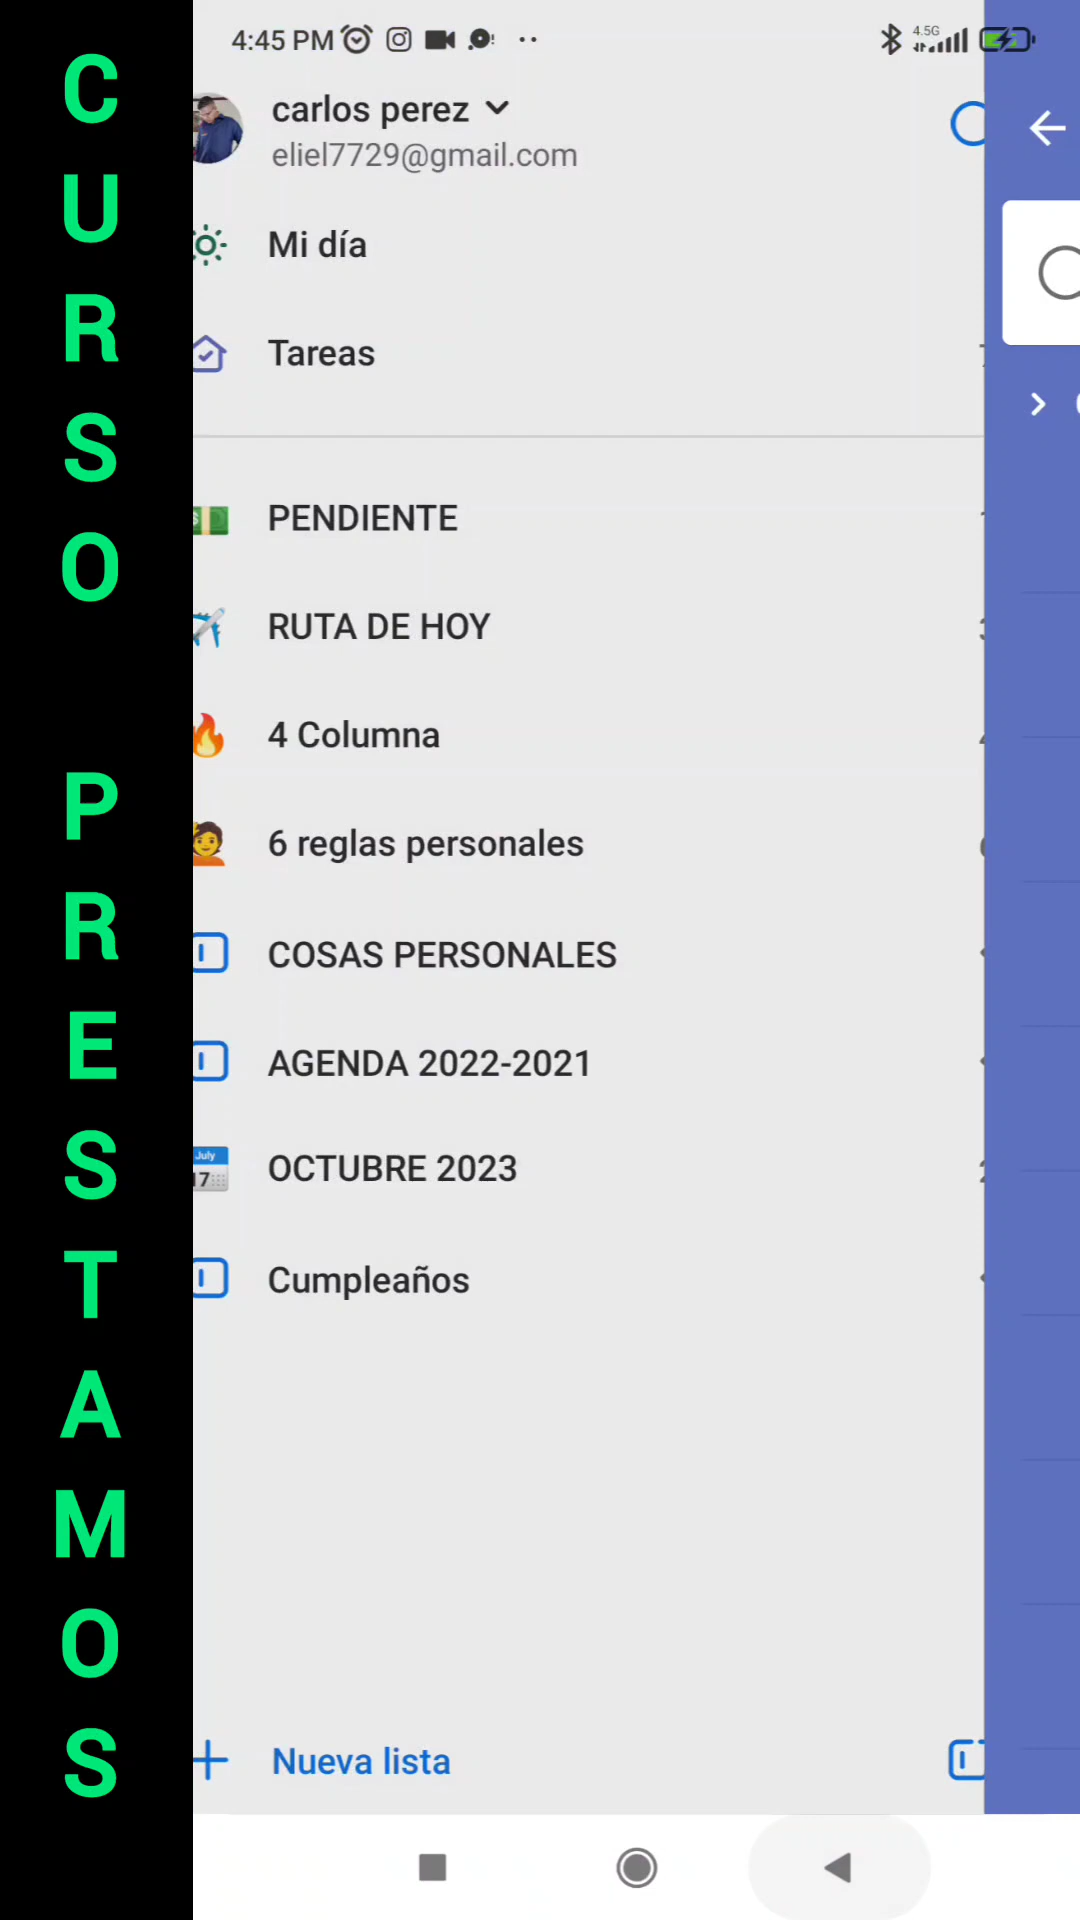 CURSO PRESTAMOS
4:45 PM
4.5G
carlos perez
eliel7729@gmail.com
Mi día
Tareas
PENDIENTE
RUTA DE HOY
4 Columna
6 reglas personales
COSAS PERSONALES
AGENDA 2022-2021
July
17
OCTUBRE 2023
Cumpleaños
Nueva lista